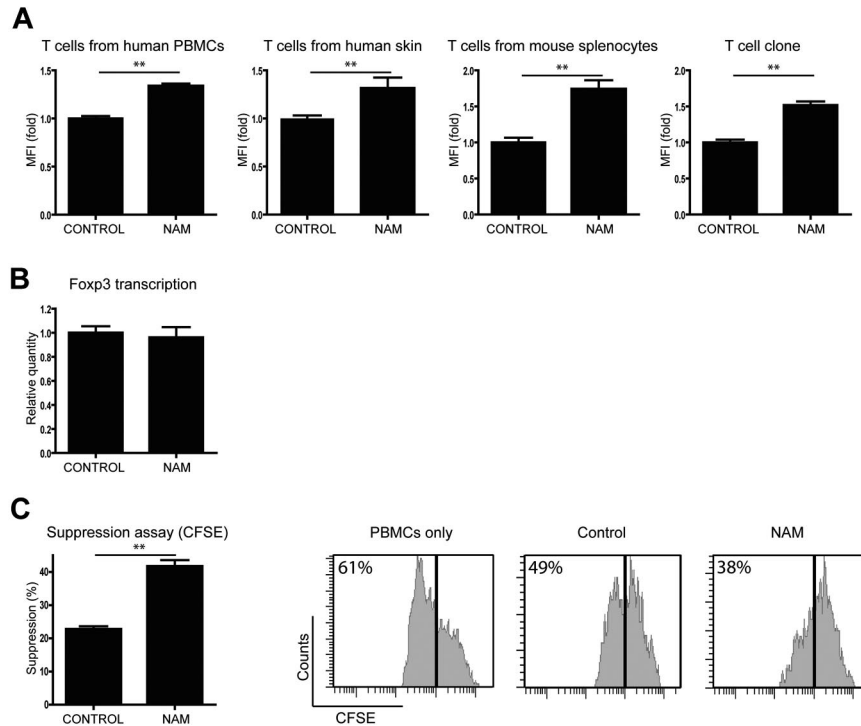 A
T cells from human PBMCs
T cells from human skin
T cells from mouse splenocytes
T cell clone
**
**
**
**
MFI (fold)
1.5
1.0
0.5
0.0
CONTROL NAM
MFI (fold)
1.5
1.0
0.5
0.0
CONTROL NAM
MFI (fold)
2.0
1.5
1.0
0.5
0.0
CONTROL NAM
MFI (fold)
2.0
1.5
1.0
0.5
0.0
CONTROL NAM
B
Foxp3 transcription
Relative quantity
1.2
1.0
0.8
0.6
0.4
0.2
0.0
CONTROL NAM
C
Suppression assay (CFSE)
**
Suppression (%)
40
30
20
10
0
CONTROL NAM
PBMCs only
61%
Control
49%
NAM
38%
Counts
CFSE